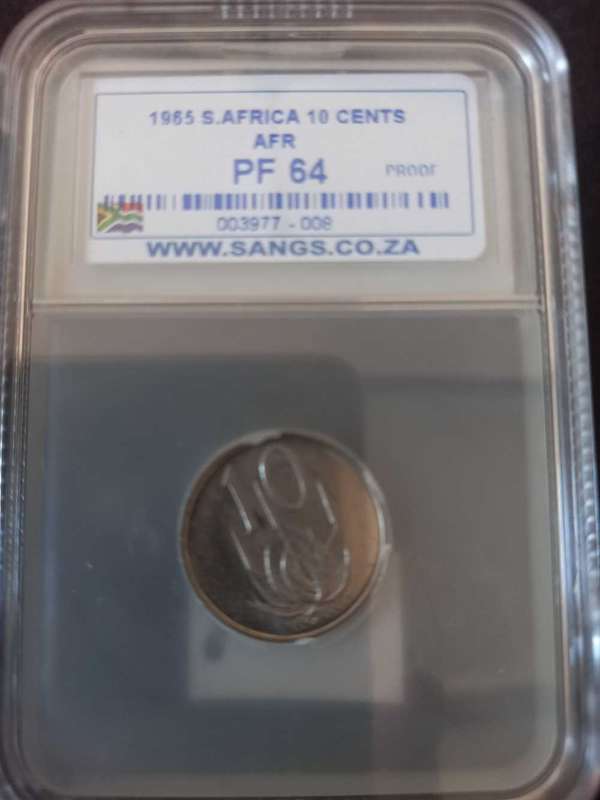 1965 S.AFRICA 10 CENTS
AFR
PF 64 PROOF
003977 - 008
WWW.SANGS.CO.ZA
10